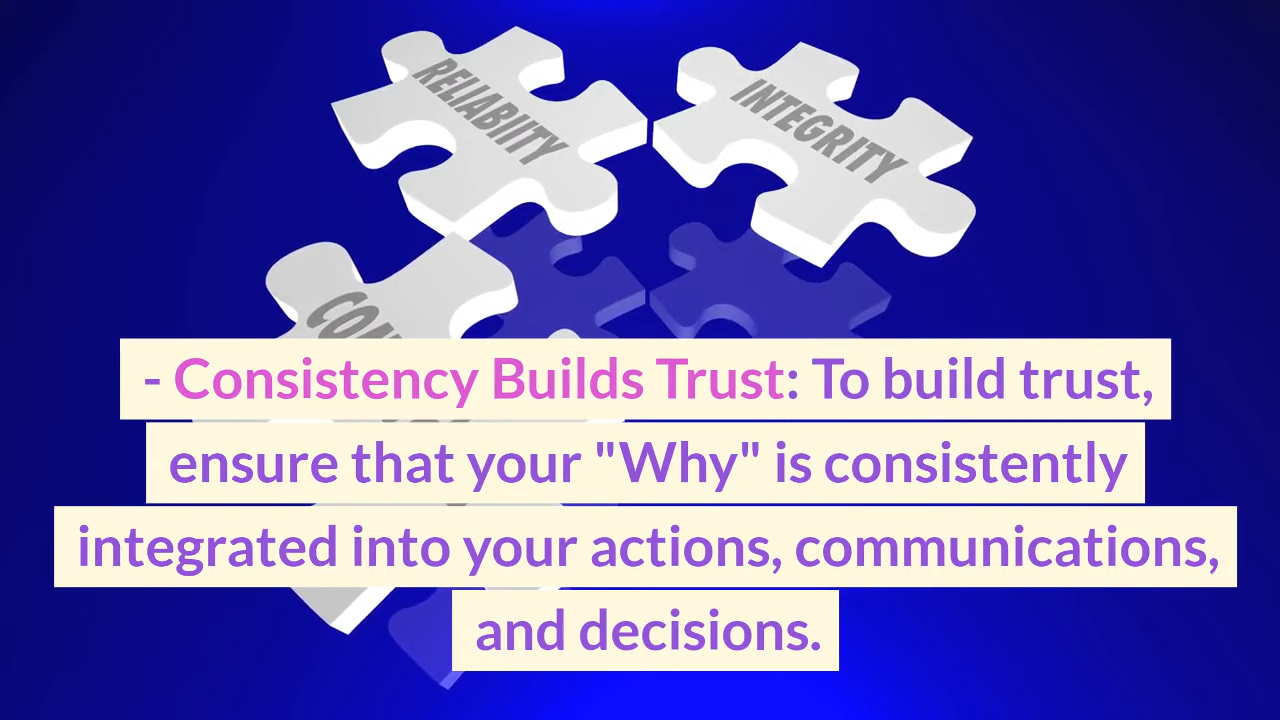 RELIABIITY
INTEGRITY
- Consistency Builds Trust: To build trust,
ensure that your "Why" is consistently
integrated into your actions, communications,
and decisions.